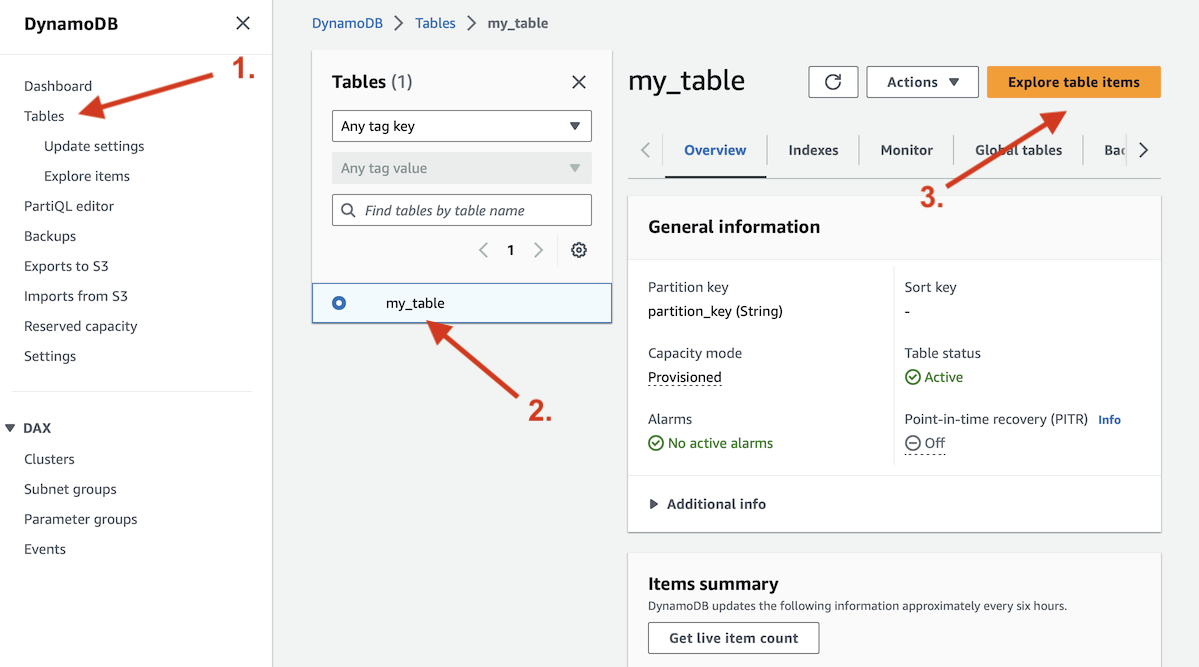 DynamoDB
Dashboard
Tables
Update settings
Explore items
PartiQL editor
Backups
Exports to S3
Imports from S3
Reserved capacity
Settings
DAX
Clusters
Subnet groups
Parameter groups
Events
1.
DynamoDB Tables my_table
Tables (1)
Any tag key
Any tag value
Find tables by table name
1
my_table
2.
my_table
Actions
Explore table items
Overview Indexes Monitor Global tables Bac
3.
General information
Partition key
partition_key (String)
Sort key
-
Capacity mode
Provisioned
Table status
Active
Alarms
No active alarms
Point-in-time recovery (PITR) Info
Off
Additional info
Items summary
DynamoDB updates the following information approximately every six hours.
Get live item count